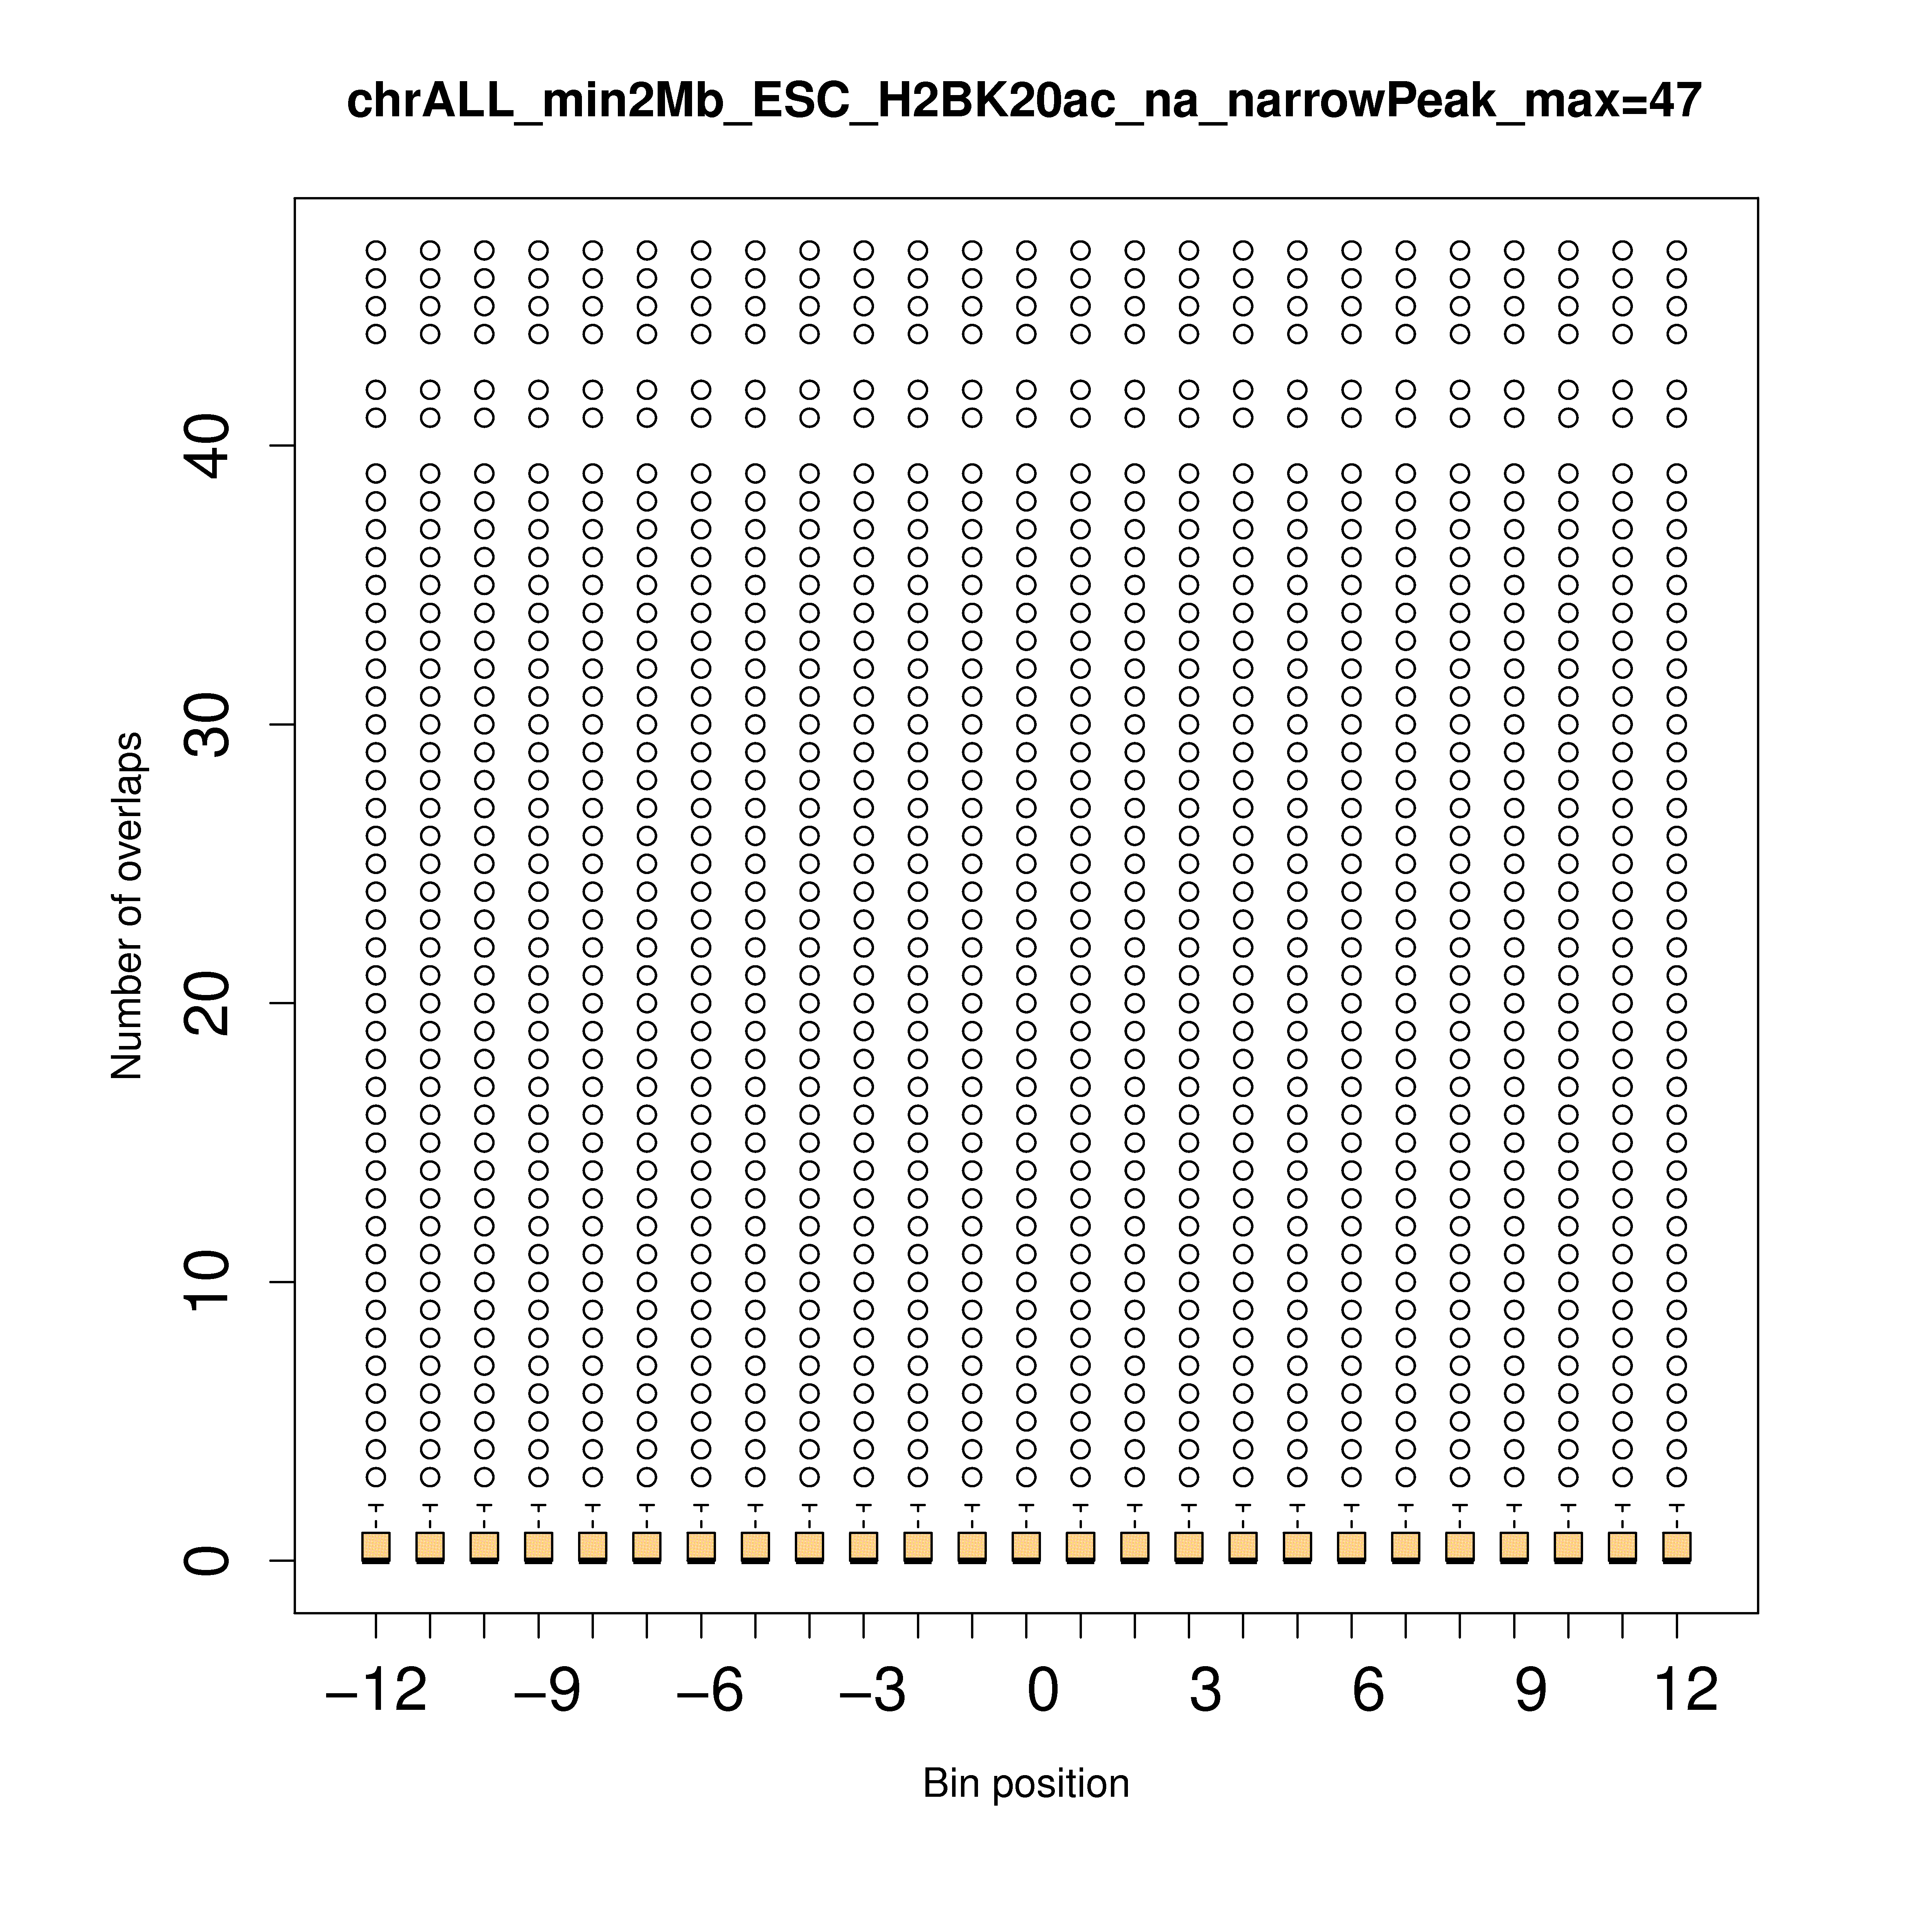 chrALL_min2Mb_ESC_H2BK20ac_na_narrowPeak_max=47
Number of overlaps
40
30
20
10
0
−12 −9 −6 −3 0 3 6 9 12
Bin position